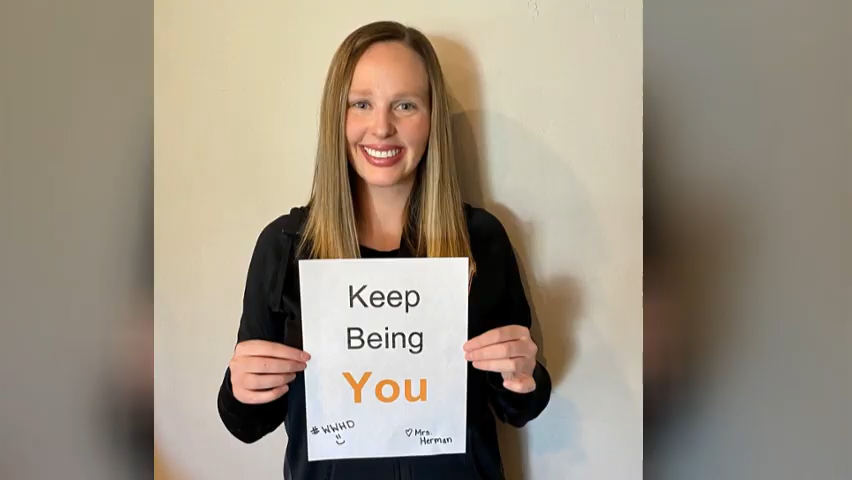 Keep
Being
You
#WWHD
♡Mrs.
Herman